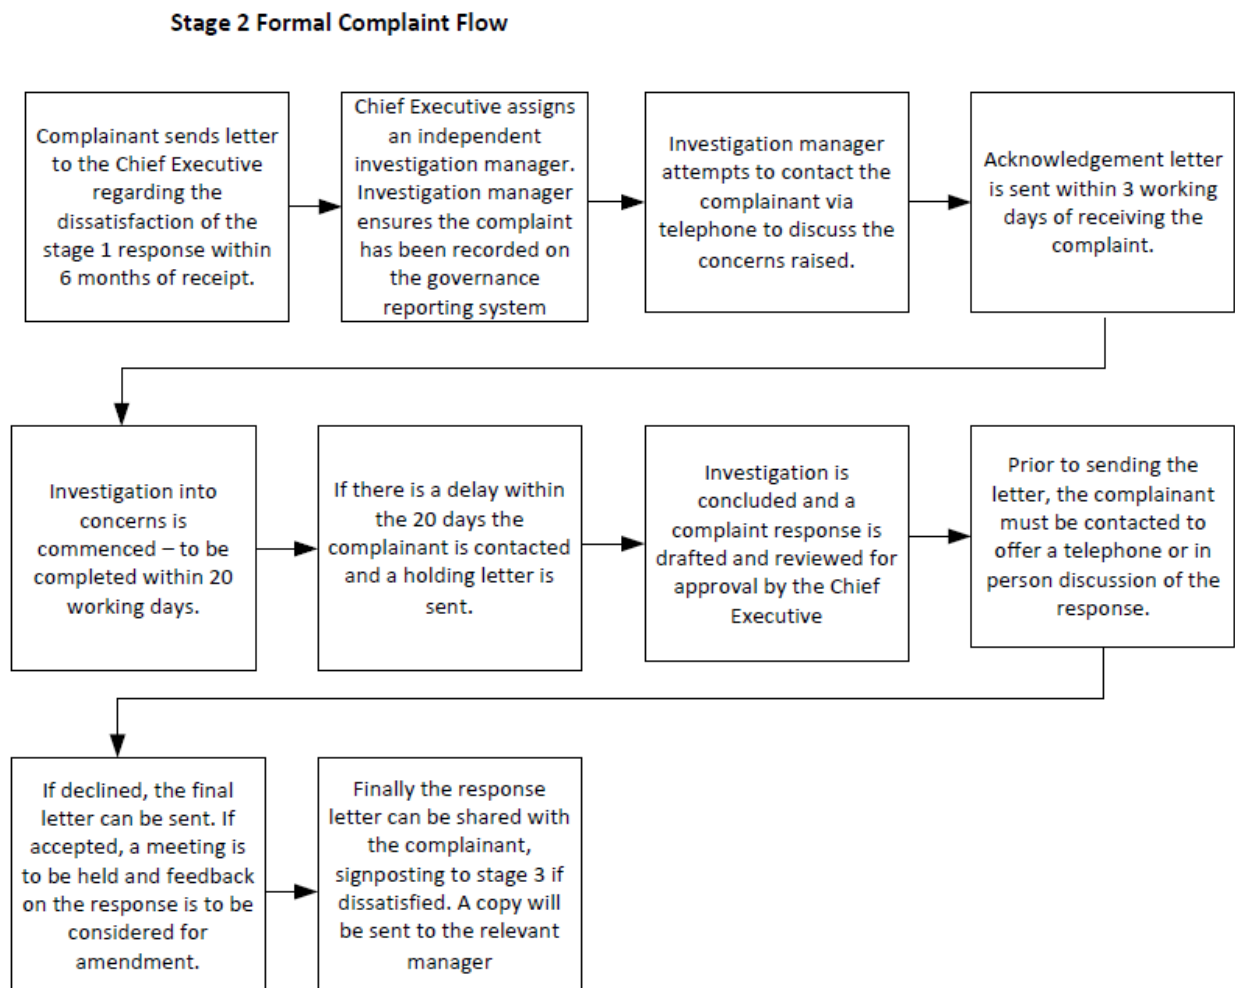 Stage 2 Formal Complaint Flow
Complainant sends letter
to the Chief Executive
regarding the
dissatisfaction of the
stage 1 response within
6 months of receipt.
Chief Executive assigns
an independent
investigation manager.
Investigation manager
ensures the complaint
has been recorded on
the governance
reporting system
Investigation manager
attempts to contact the
complainant via
telephone to discuss the
concerns raised.
Acknowledgement letter
is sent within 3 working
days of receiving the
complaint.
Investigation into
concerns is
commenced – to be
completed within 20
working days.
If there is a delay within
the 20 days the
complainant is contacted
and a holding letter is
sent.
Investigation is
concluded and a
complaint response is
drafted and reviewed for
approval by the Chief
Executive
Prior to sending the
letter, the complainant
must be contacted to
offer a telephone or in
person discussion of the
response.
If declined, the final
letter can be sent. If
accepted, a meeting is
to be held and feedback
on the response is to be
considered for
amendment.
Finally the response
letter can be shared with
the complainant,
signposting to stage 3 if
dissatisfied. A copy will
be sent to the relevant
manager